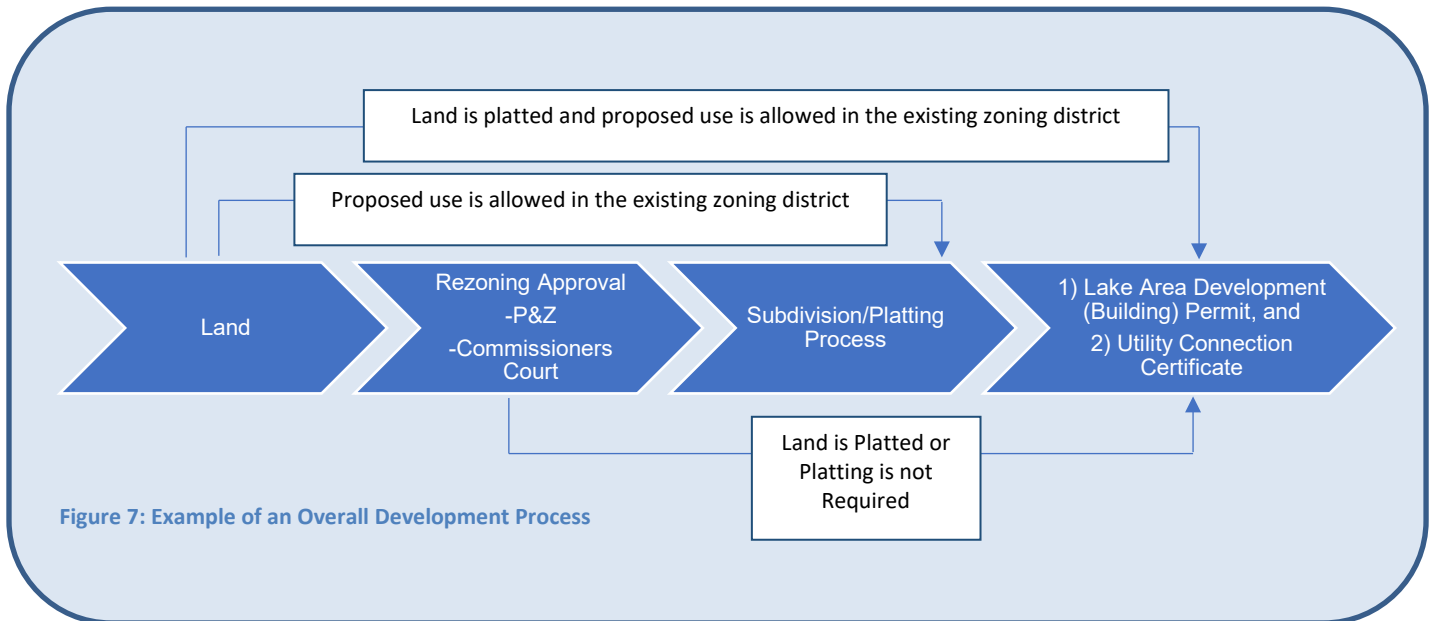 Land is platted and proposed use is allowed in the existing zoning district
Proposed use is allowed in the existing zoning district
Land
Rezoning Approval
-P&Z
-Commissioners
Court
Subdivision/Platting
Process
1) Lake Area Development
(Building) Permit, and
2) Utility Connection
Certificate
Land is Platted or
Platting is not
Required
Figure 7: Example of an Overall Development Process